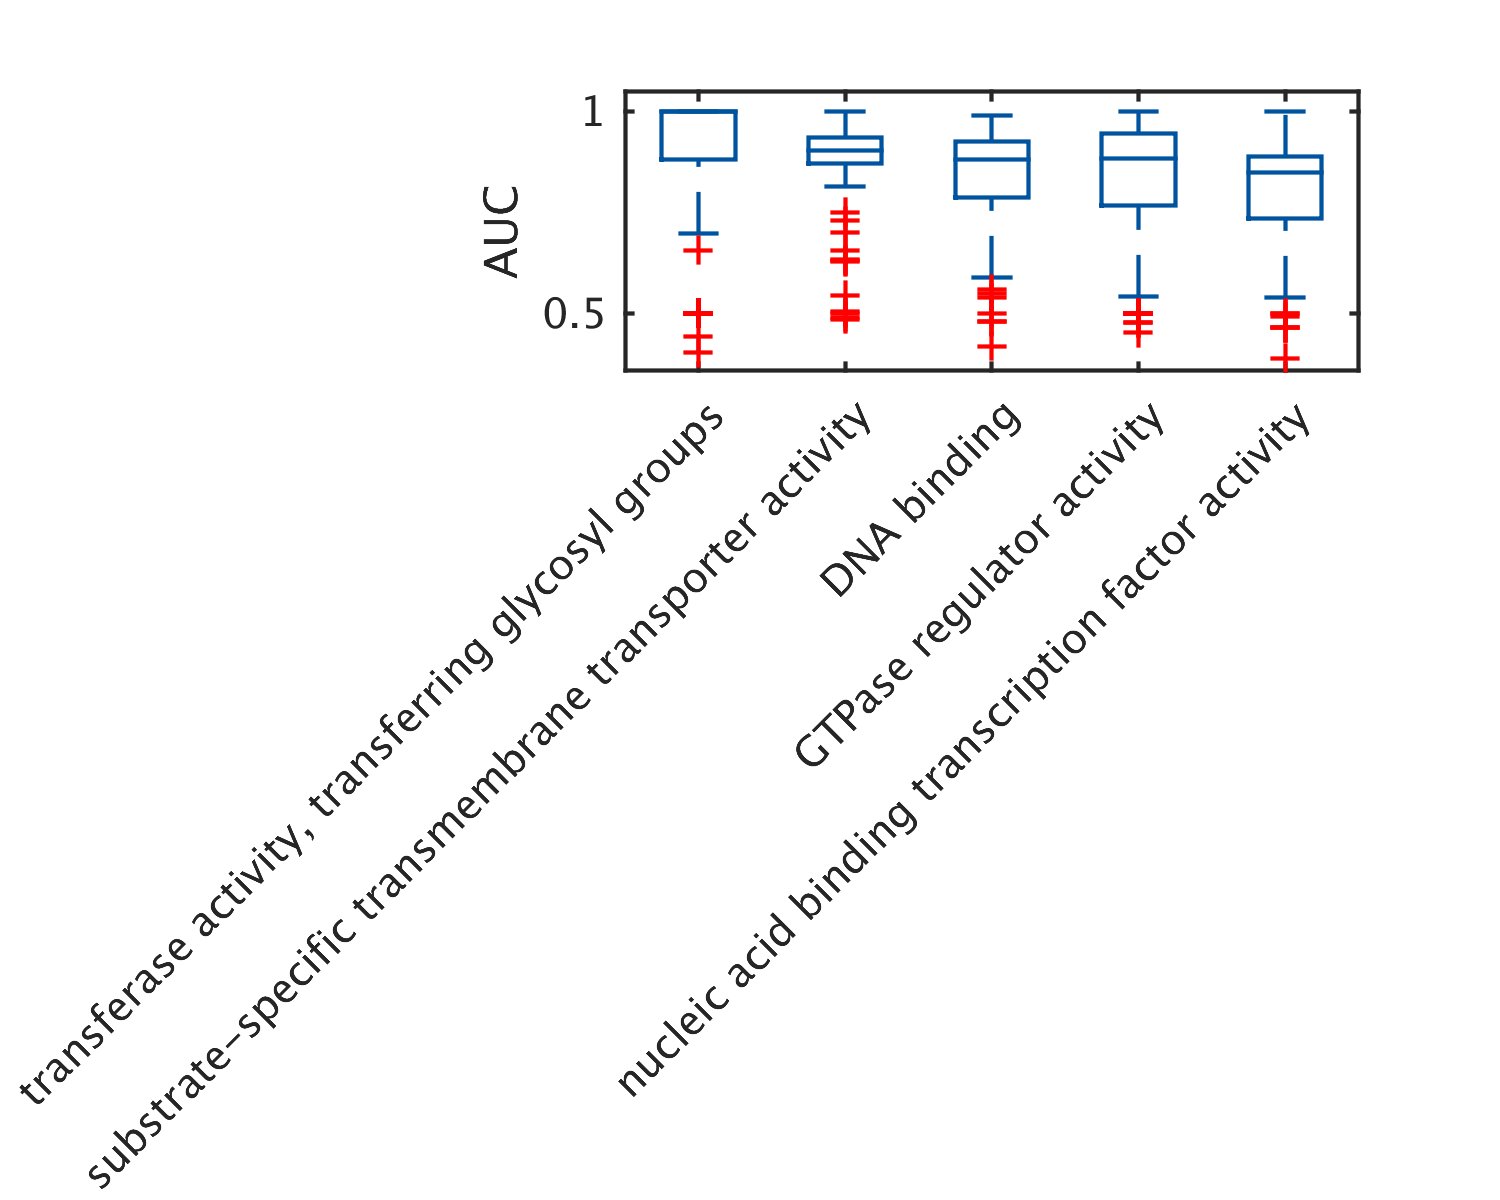 1
0.5
AUC
transferase activity, transferring glycosyl groups
substrate-specific transmembrane transporter activity
DNA binding
GTPase regulator activity
nucleic acid binding transcription factor activity